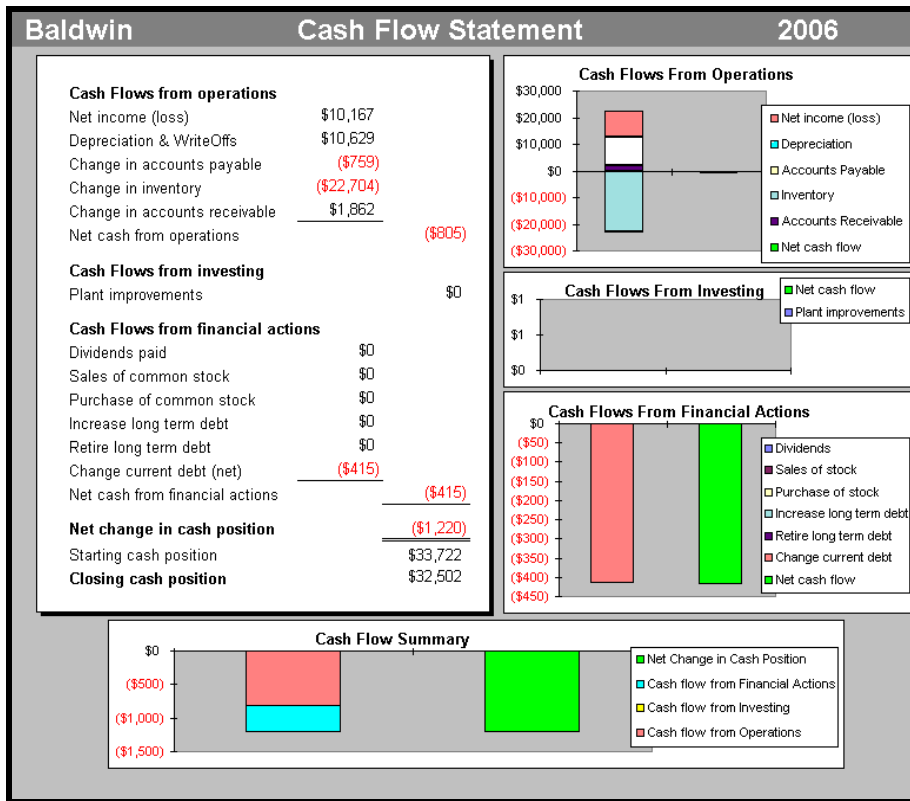 Baldwin Cash Flow Statement 2006
Cash Flows from operations
Net income (loss) $10,167
Depreciation & WriteOffs $10,629
Change in accounts payable ($759)
Change in inventory ($22,704)
Change in accounts receivable $1,862
Net cash from operations ($805)
Cash Flows from investing
Plant improvements $0
Cash Flows from financial actions
Dividends paid $0
Sales of common stock $0
Purchase of common stock $0
Increase long term debt $0
Retire long term debt $0
Change current debt (net) ($415)
Net cash from financial actions ($415)
Net change in cash position ($1,220)
Starting cash position $33,722
Closing cash position $32,502
Cash Flows From Operations
$30,000
$20,000
$10,000
$0
($10,000)
($20,000)
($30,000)
Net income (loss)
Depreciation
Accounts Payable
Inventory
Accounts Receivable
Net cash flow
Cash Flows From Investing
$1
$1
$0
Net cash flow
Plant improvements
Cash Flows From Financial Actions
$0
($50)
($100)
($150)
($200)
($250)
($300)
($350)
($400)
($450)
Dividends
Sales of stock
Purchase of stock
Increase long term debt
Retire long term debt
Change current debt
Net cash flow
Cash Flow Summary
$0
($500)
($1,000)
($1,500)
Net Change in Cash Position
Cash flow from Financial Actions
Cash flow from Investing
Cash flow from Operations